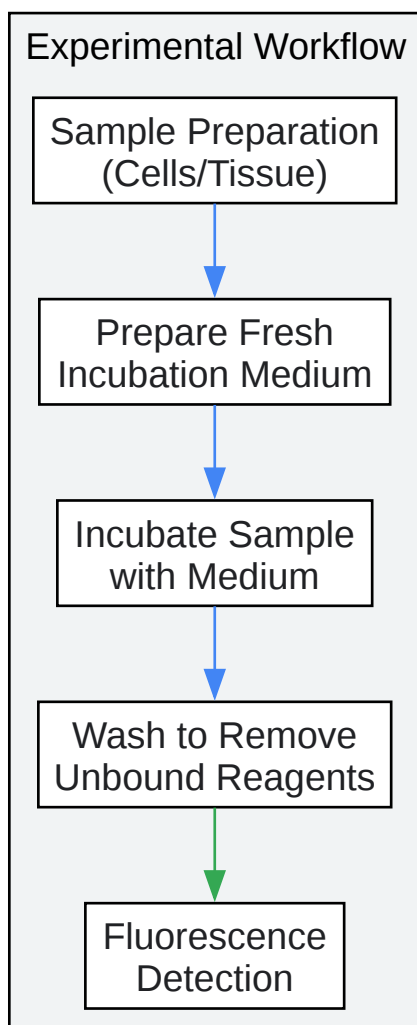 Experimental Workflow
Sample Preparation
(Cells/Tissue)
Prepare Fresh
Incubation Medium
Incubate Sample
with Medium
Wash to Remove
Unbound Reagents
Fluorescence
Detection